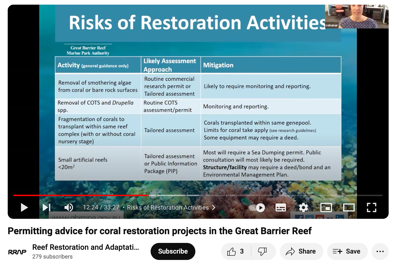 Risks of Restoration Activities
Great Barrier Reef
Marine Park Authority
Activity (general guidance only)
Likely Assessment
Approach
Mitigation
Removal of smothering algae
from coral or bare rock surfaces
Routine commercial
research permit or
Tailored assessment
Likely to require monitoring and reporting.
Removal of COTS and Drupella
spp.
Routine COTS
assessment/permit
Monitoring and reporting.
Fragmentation of corals to
transplant within same reef
complex (with or without coral
nursery stage)
Tailored assessment
Corals transplanted within same genepool.
Limits for coral take apply (see research guidelines)
Some equipment may require a deed.
Small artificial reefs
<20m²
Tailored assessment
or Public Information
Package (PIP)
Most will require a Sea Dumping permit. Public
consultation will most likely be required.
Structure/facility may require a deed/bond and an
Environmental Management Plan.
12:24 / 33:27 • Risks of Restoration Activities >
Permitting advice for coral restoration projects in the Great Barrier Reef
RRAP
Reef Restoration and Adaptati...
279 subscribers
Subscribe
3
Share
Save